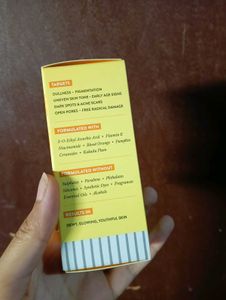 TARGETS
DULLNESS • PIGMENTATION
UNEVEN SKIN TONE • EARLY AGE SIGNS
DARK SPOTS & ACNE SCARS
OPEN PORES • FREE RADICAL DAMAGE
FORMULATED WITH
3-O-Ethyl Ascorbic Acid • Vitamin E
Niacinamide • Blood Orange • Pumpkin
Ceramides • Kakadu Plum
FORMULATED WITHOUT
Sulphates • Parabens • Phthalates
Silicones • Synthetic Dyes • Fragrances
Essential Oils • Alcohols
RESULTS IN
DEWY, GLOWING, YOUTHFUL SKIN